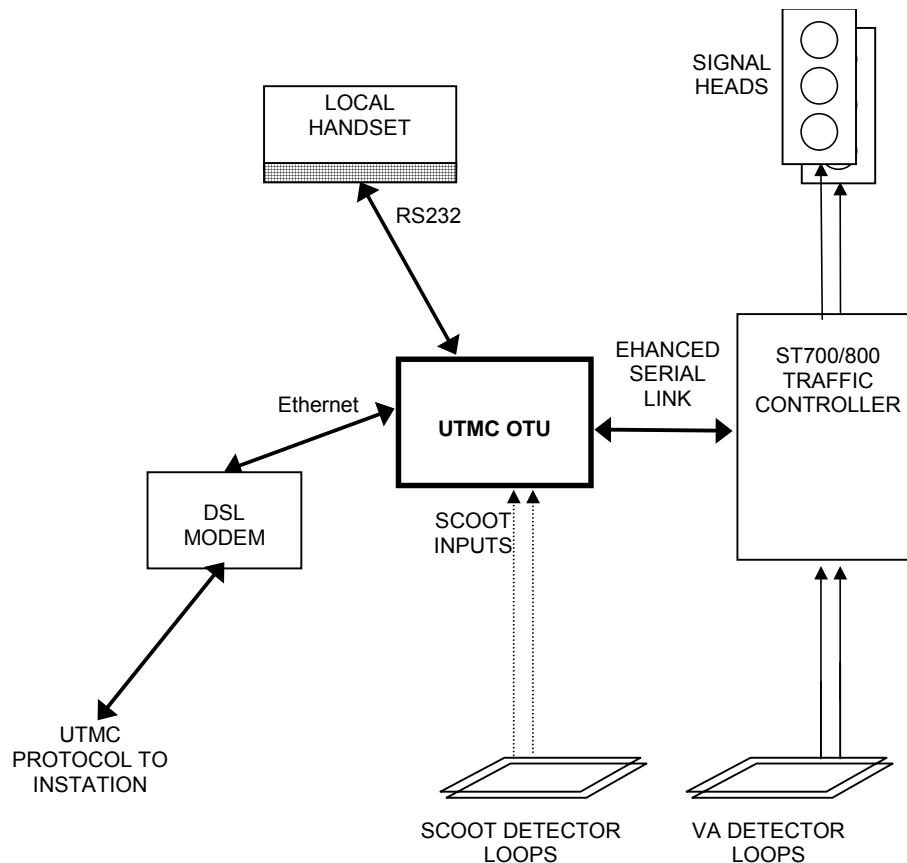 SIGNAL
HEADS
LOCAL
HANDSET
RS232
EHANCED
SERIAL
LINK
ST700/800
TRAFFIC
CONTROLLER
Ethernet
UTMC OTU
DSL
MODEM
SCOOT
INPUTS
UTMC
PROTOCOL TO
INSTATION
SCOOT DETECTOR
LOOPS
VA DETECTOR
LOOPS